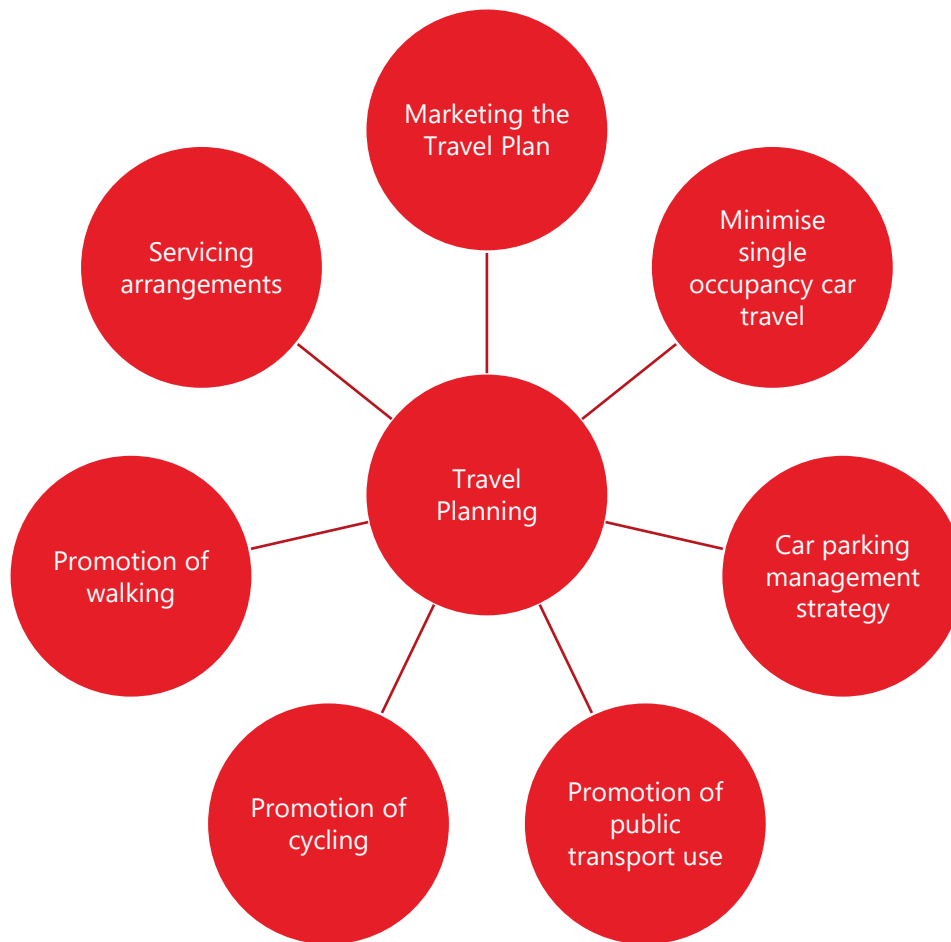 Marketing the
Travel Plan
Minimise
single
occupancy car
travel
Car parking
management
strategy
Promotion of
public
transport use
Promotion of
cycling
Promotion of
walking
Servicing
arrangements
Travel
Planning